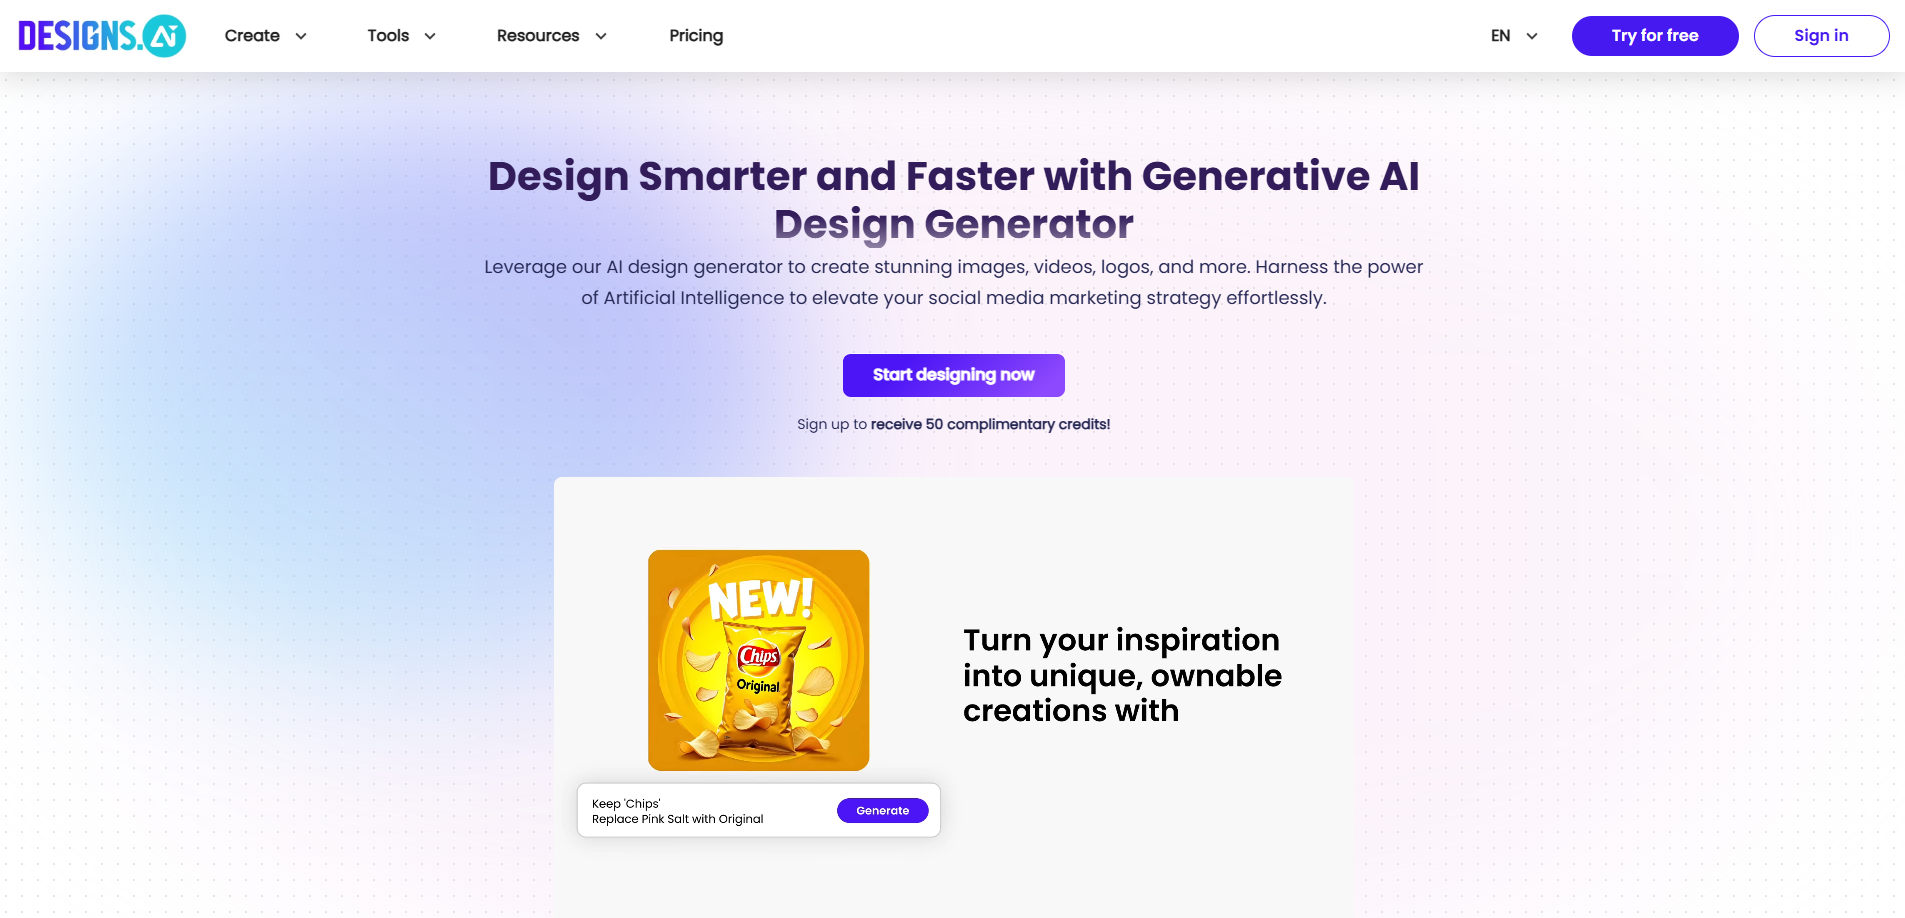 DESIGNS.Ai
Create
Tools
Resources
Pricing
EN
Try for free
Sign in
Design Smarter and Faster with Generative AI
Design Generator
Leverage our AI design generator to create stunning images, videos, logos, and more. Harness the power
of Artificial Intelligence to elevate your social media marketing strategy effortlessly.
Start designing now
Sign up to receive 50 complimentary credits!
NEW!
Chips
Original
Keep 'Chips'
Replace Pink Salt with Original
Generate
Turn your inspiration
into unique, ownable
creations with